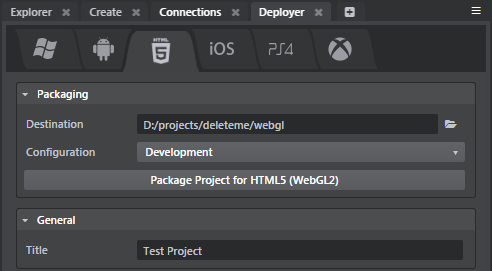 Explorer Create Connections Deployer
HTML 5 iOS PS4
Packaging
Destination D:/projects/deleteme/webgl
Configuration Development
Package Project for HTML5 (WebGL2)
General
Title Test Project